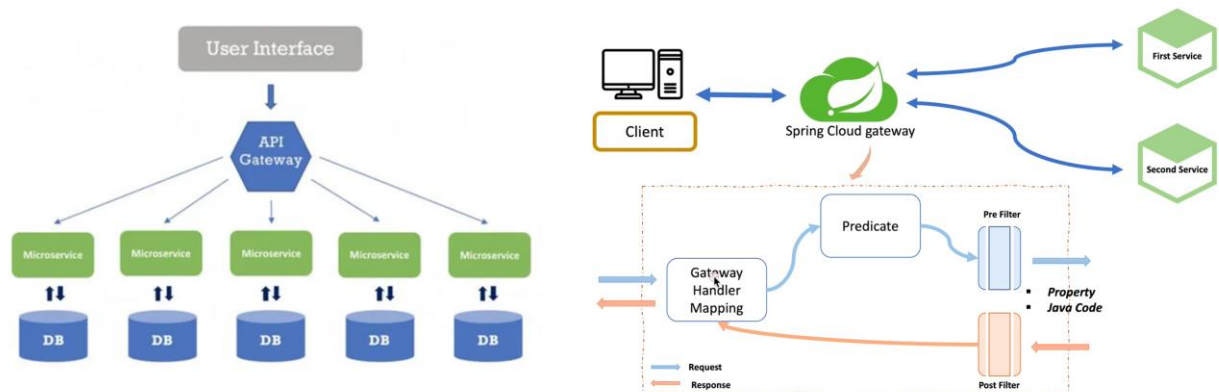 User Interface
API
Gateway
Microservice
Microservice
Microservice
Microservice
Microservice
DB
DB
DB
DB
DB
Client
Spring Cloud gateway
First Service
Second Service
Predicate
Pre Filter
Gateway
Handler
Mapping
▪ Property
▪ Java Code
Request
Response
Post Filter